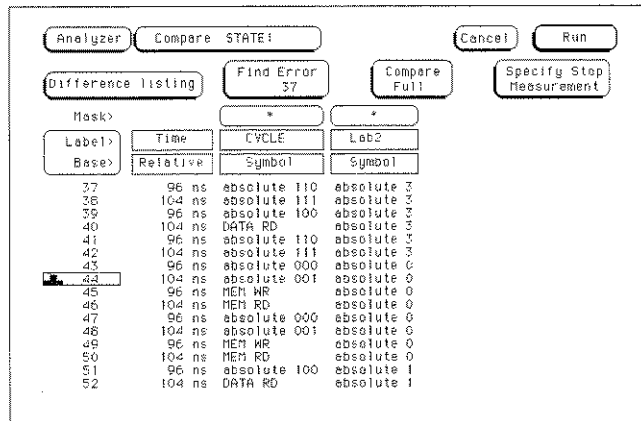 Analyzer Compare STATE: Cancel Run
Difference listing Find Error 37 Compare Full Specify Stop Measurement
Mask> * *
Label> Time CYCLE Lab2
Base> Relative Symbol Symbol
37 96 ns absolute 110 absolute 3
38 104 ns absolute 111 absolute 3
39 96 ns absolute 100 absolute 3
40 104 ns DATA RD absolute 3
41 96 ns absolute 110 absolute 3
42 104 ns absolute 111 absolute 3
43 96 ns absolute 000 absolute 0
44 104 ns absolute 001 absolute 0
45 96 ns MEM WR absolute 0
46 104 ns MEM RD absolute 0
47 96 ns absolute 000 absolute 0
48 104 ns absolute 001 absolute 0
49 96 ns MEM WR absolute 0
50 104 ns MEM RD absolute 0
51 96 ns absolute 100 absolute 1
52 104 ns DATA RD absolute 1